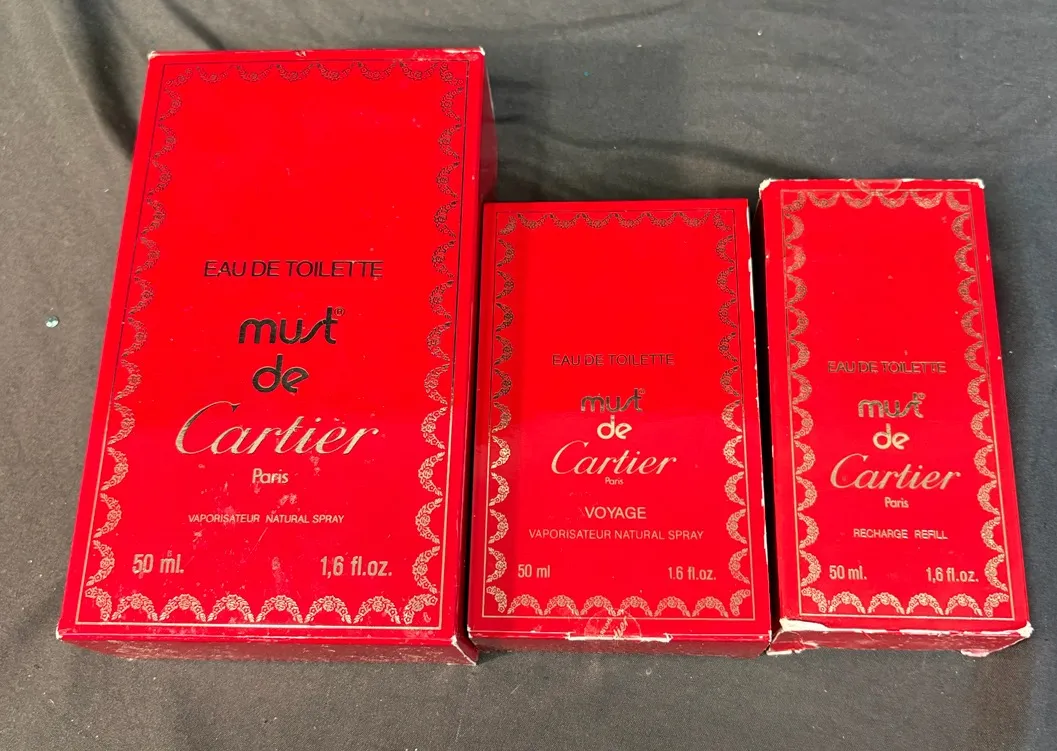 EAU DE TOILETTE
must®
de
Cartier
Paris
VAPORISATEUR NATURAL SPRAY
50 ml. 1,6 fl.oz.
EAU DE TOILETTE
must
de
Cartier
Paris
VOYAGE
VAPORISATEUR NATURAL SPRAY
50 ml 1.6 fl.oz.
EAU DE TOILETTE
must
de
Cartier
Paris
RECHARGE REFILL
50 ml. 1,6 fl.oz.